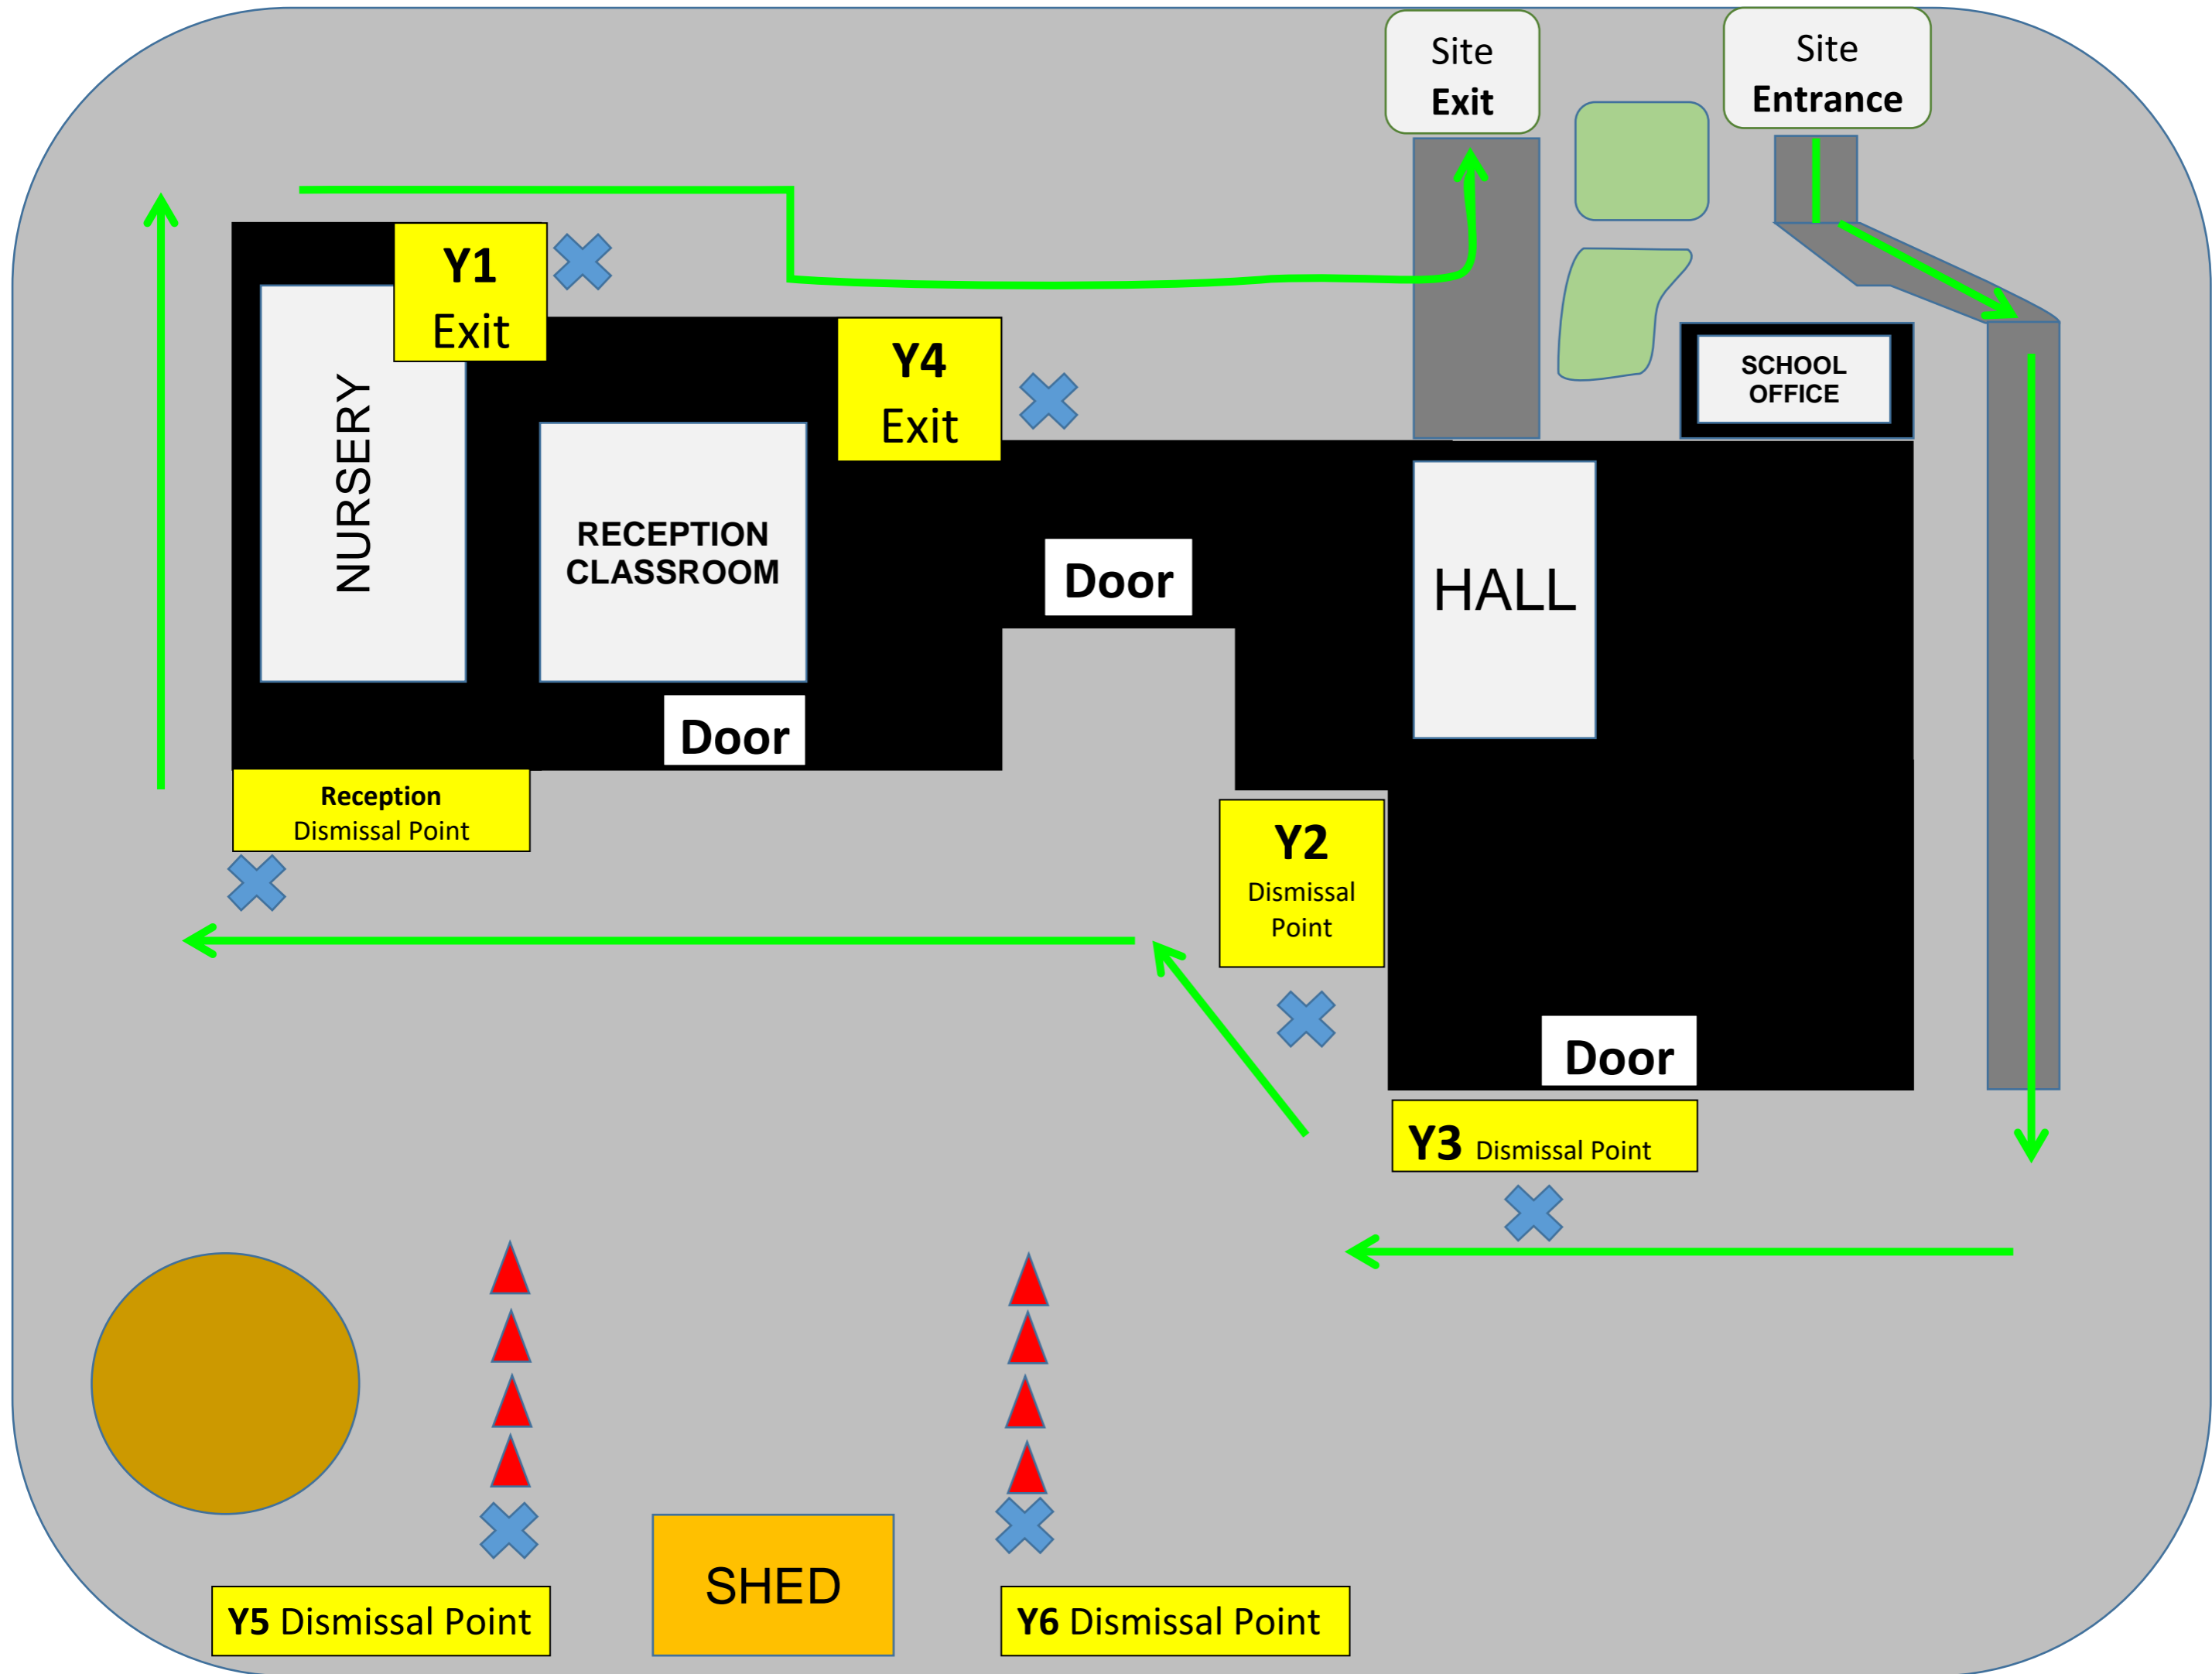 Site
Exit
Site
Entrance
Y1
Exit
Y4
Exit
SCHOOL
OFFICE
NURSERY
RECEPTION
CLASSROOM
Door
HALL
Door
Reception
Dismissal Point
Y2
Dismissal
Point
Door
Y3 Dismissal Point
SHED
Y5 Dismissal Point
Y6 Dismissal Point